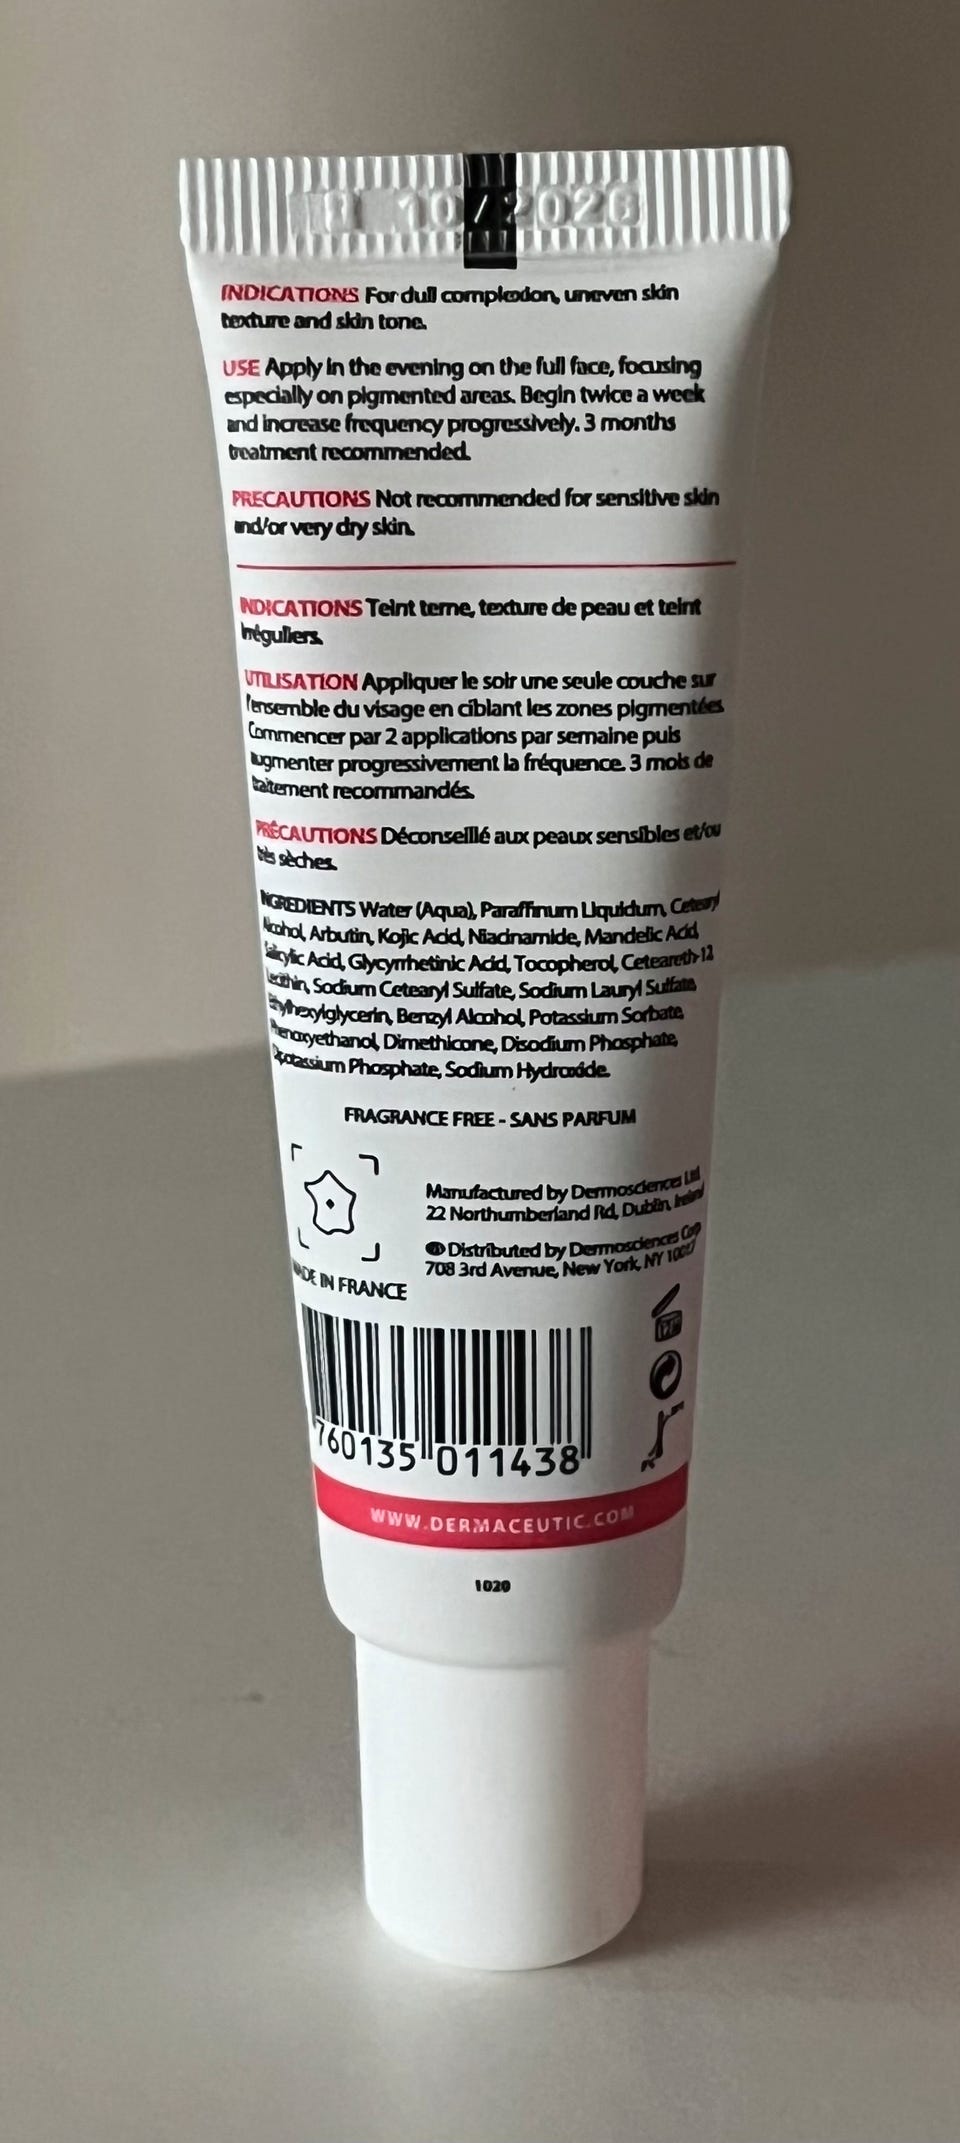 10/2026
INDICATIONS For dull complexion, uneven skin
texture and skin tone.
USE Apply in the evening on the full face, focusing
especially on pigmented areas. Begin twice a week
and increase frequency progressively. 3 months
treatment recommended.
PRECAUTIONS Not recommended for sensitive skin
and/or very dry skin.
INDICATIONS Teint terne, texture de peau et teint
irréguliers.
UTILISATION Appliquer le soir une seule couche sur
l'ensemble du visage en ciblant les zones pigmentées.
Commencer par 2 applications par semaine puis
augmenter progressivement la fréquence. 3 mois de
traitement recommandés.
PRÉCAUTIONS Déconseillé aux peaux sensibles et/ou
très sèches.
INGREDIENTS Water (Aqua), Paraffinum Liquidum, Cetearyl
Alcohol, Arbutin, Kojic Acid, Niacinamide, Mandelic Acid,
Salicylic Acid, Glycyrrhetinic Acid, Tocopherol, Ceteareth-12
Lecithin, Sodium Cetearyl Sulfate, Sodium Lauryl Sulfate,
Ethylhexylglycerin, Benzyl Alcohol, Potassium Sorbate,
Phenoxyethanol, Dimethicone, Disodium Phosphate,
Dipotassium Phosphate, Sodium Hydroxide.
FRAGRANCE FREE - SANS PARFUM
Manufactured by Dermosciences Ltd.
22 Northumberland Rd, Dublin, Ireland
Distributed by Dermosciences Corp
708 3rd Avenue, New York, NY 10017
MADE IN FRANCE
760135 011438
WWW.DERMACEUTIC.COM
1020